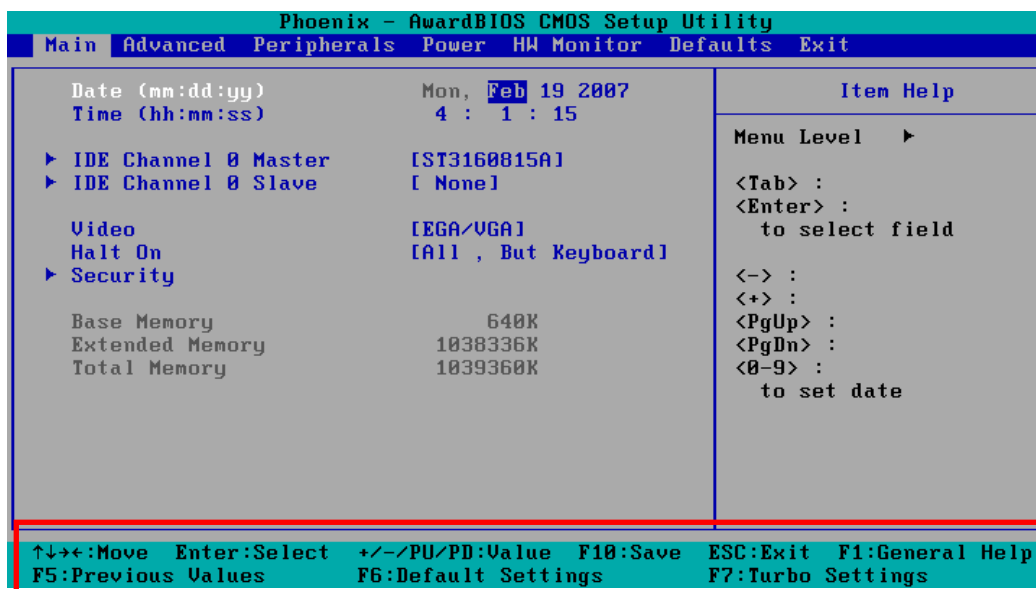 Phoenix - AwardBIOS CMOS Setup Utility
Main Advanced Peripherals Power HW Monitor Defaults Exit
Date (mm:dd:yy) Mon, Feb 19 2007
Time (hh:mm:ss) 4 : 1 : 15
▶ IDE Channel 0 Master [ST3160815A]
▶ IDE Channel 0 Slave [ None]
Video [EGA/VGA]
Halt On [All , But Keyboard]
▶ Security
Base Memory 640K
Extended Memory 1038336K
Total Memory 1039360K
Item Help
Menu Level ▶
<Tab> :
<Enter> :
to select field
<-> :
<+> :
<PgUp> :
<PgDn> :
<0-9> :
to set date
↑↓→←:Move Enter:Select +/-/PU/PD:Value F10:Save ESC:Exit F1:General Help
F5:Previous Values F6:Default Settings F7:Turbo Settings